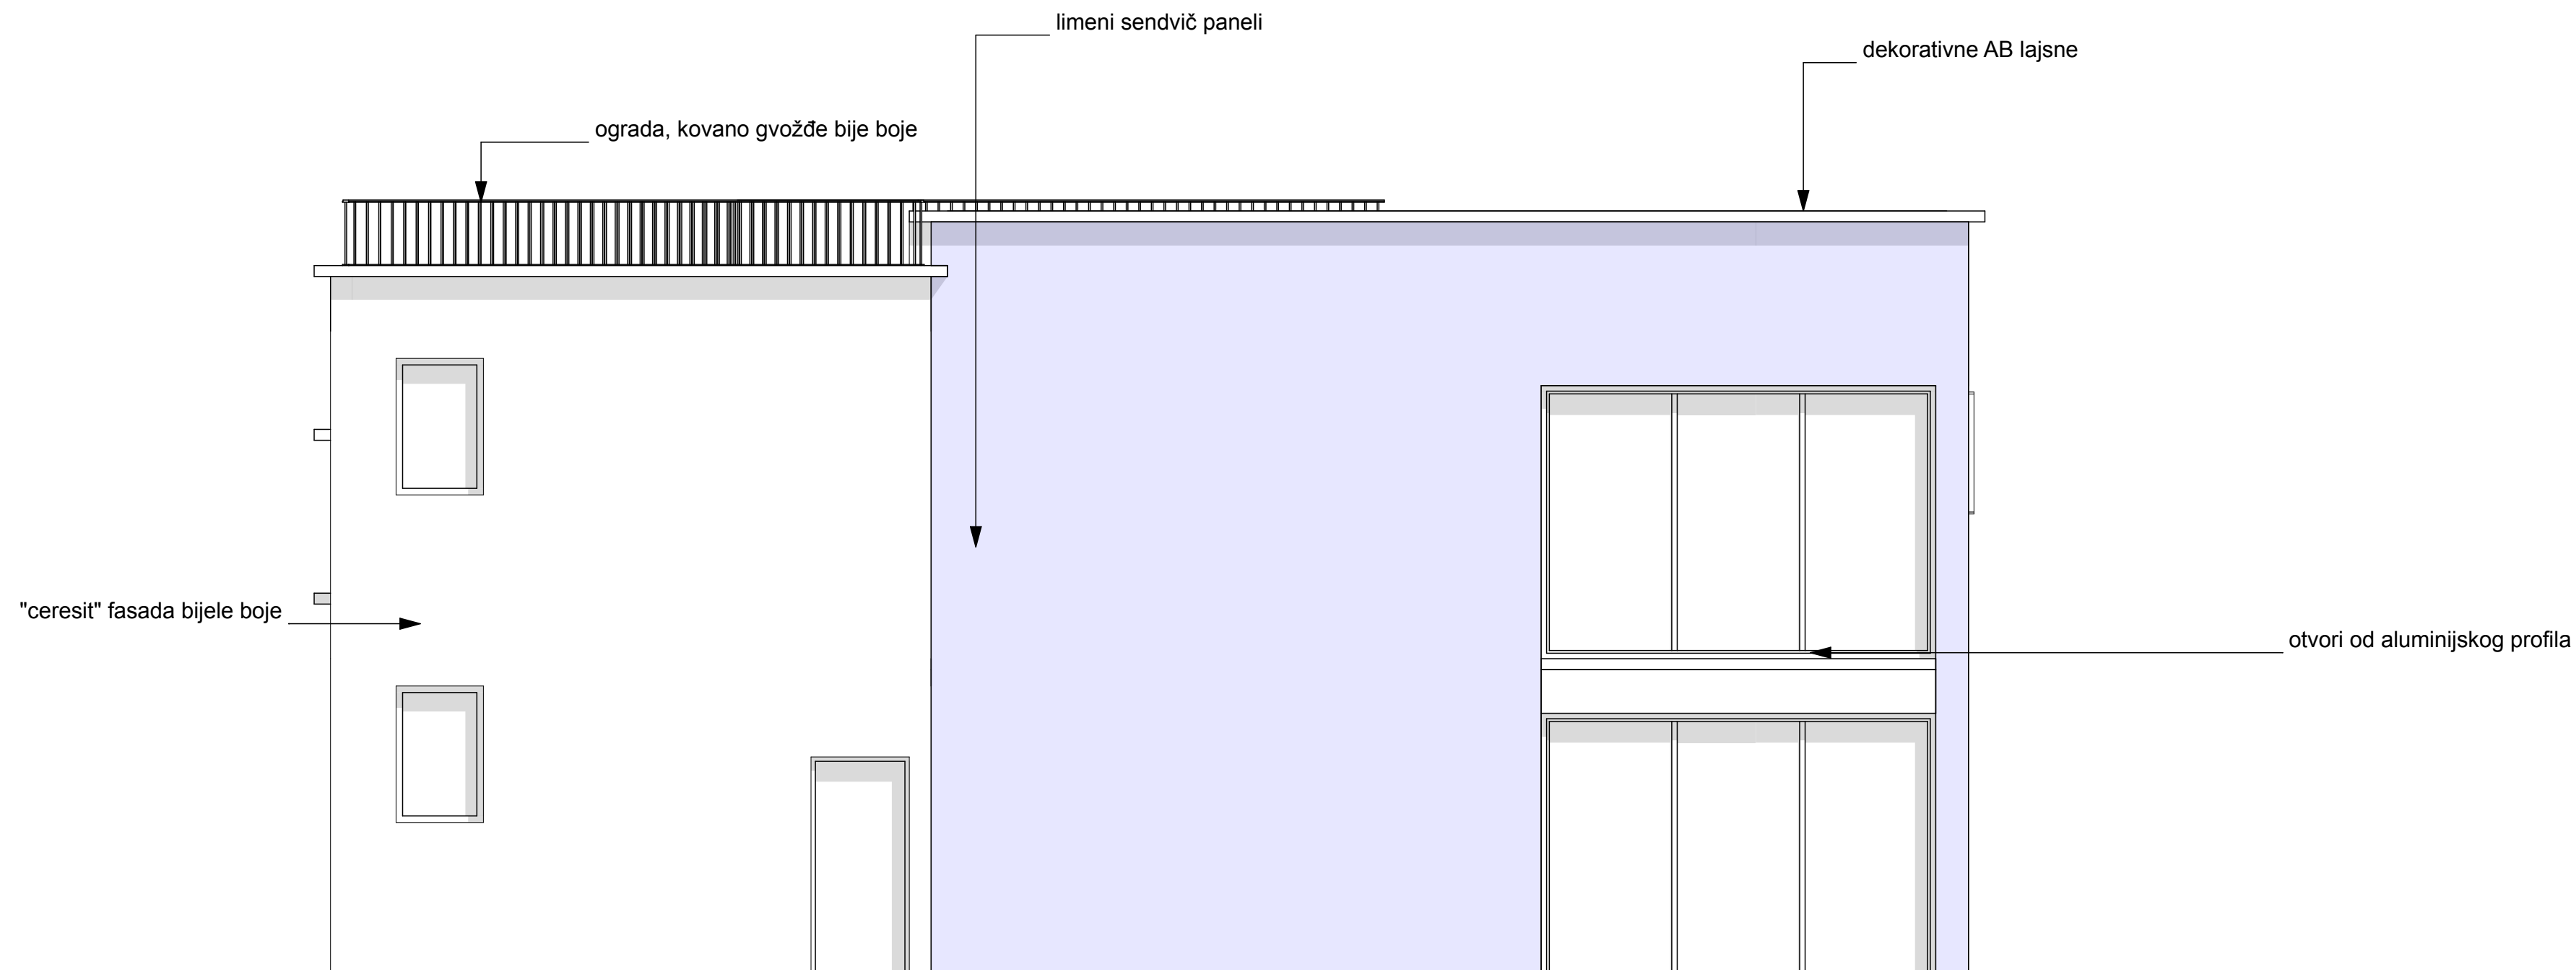 limeni sendvič paneli
dekorativne AB lajsne
ograda, kovano gvožđe bije boje
"ceresit" fasada bijele boje
otvori od aluminijskog profila